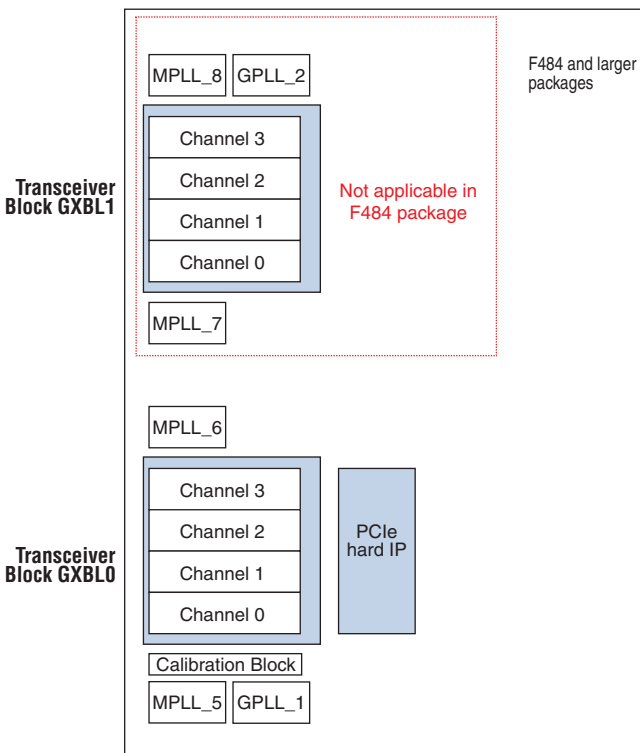 F484 and larger
packages
MPLL_8 GPLL_2
Channel 3
Channel 2
Channel 1
Channel 0
Transceiver
Block GXBL1
Not applicable in
F484 package
MPLL_7
MPLL_6
Channel 3
Channel 2
Channel 1
Channel 0
Transceiver
Block GXBL0
PCIe
hard IP
Calibration Block
MPLL_5 GPLL_1